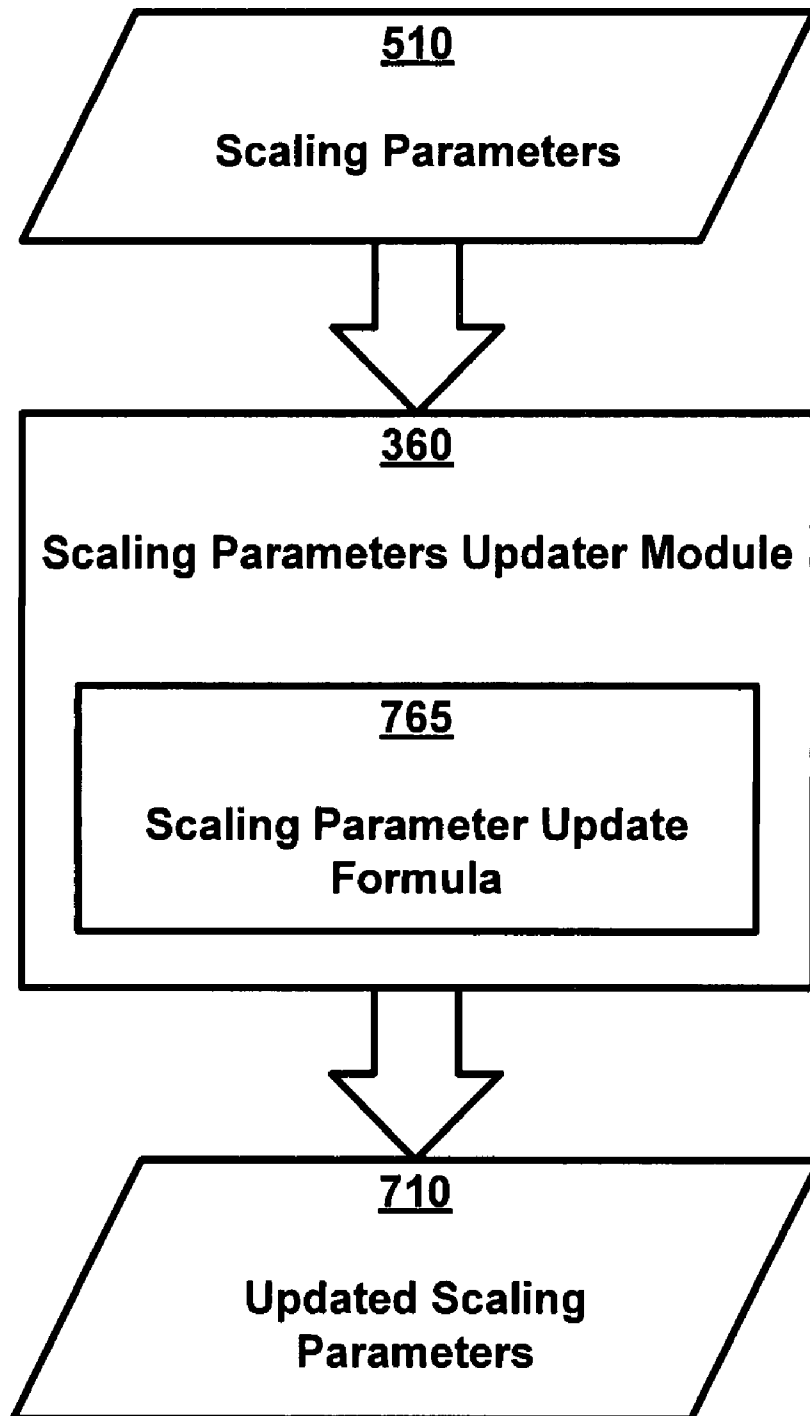 510
Scaling Parameters
360
Scaling Parameters Updater Module
765
Scaling Parameter Update
Formula
710
Updated Scaling
Parameters